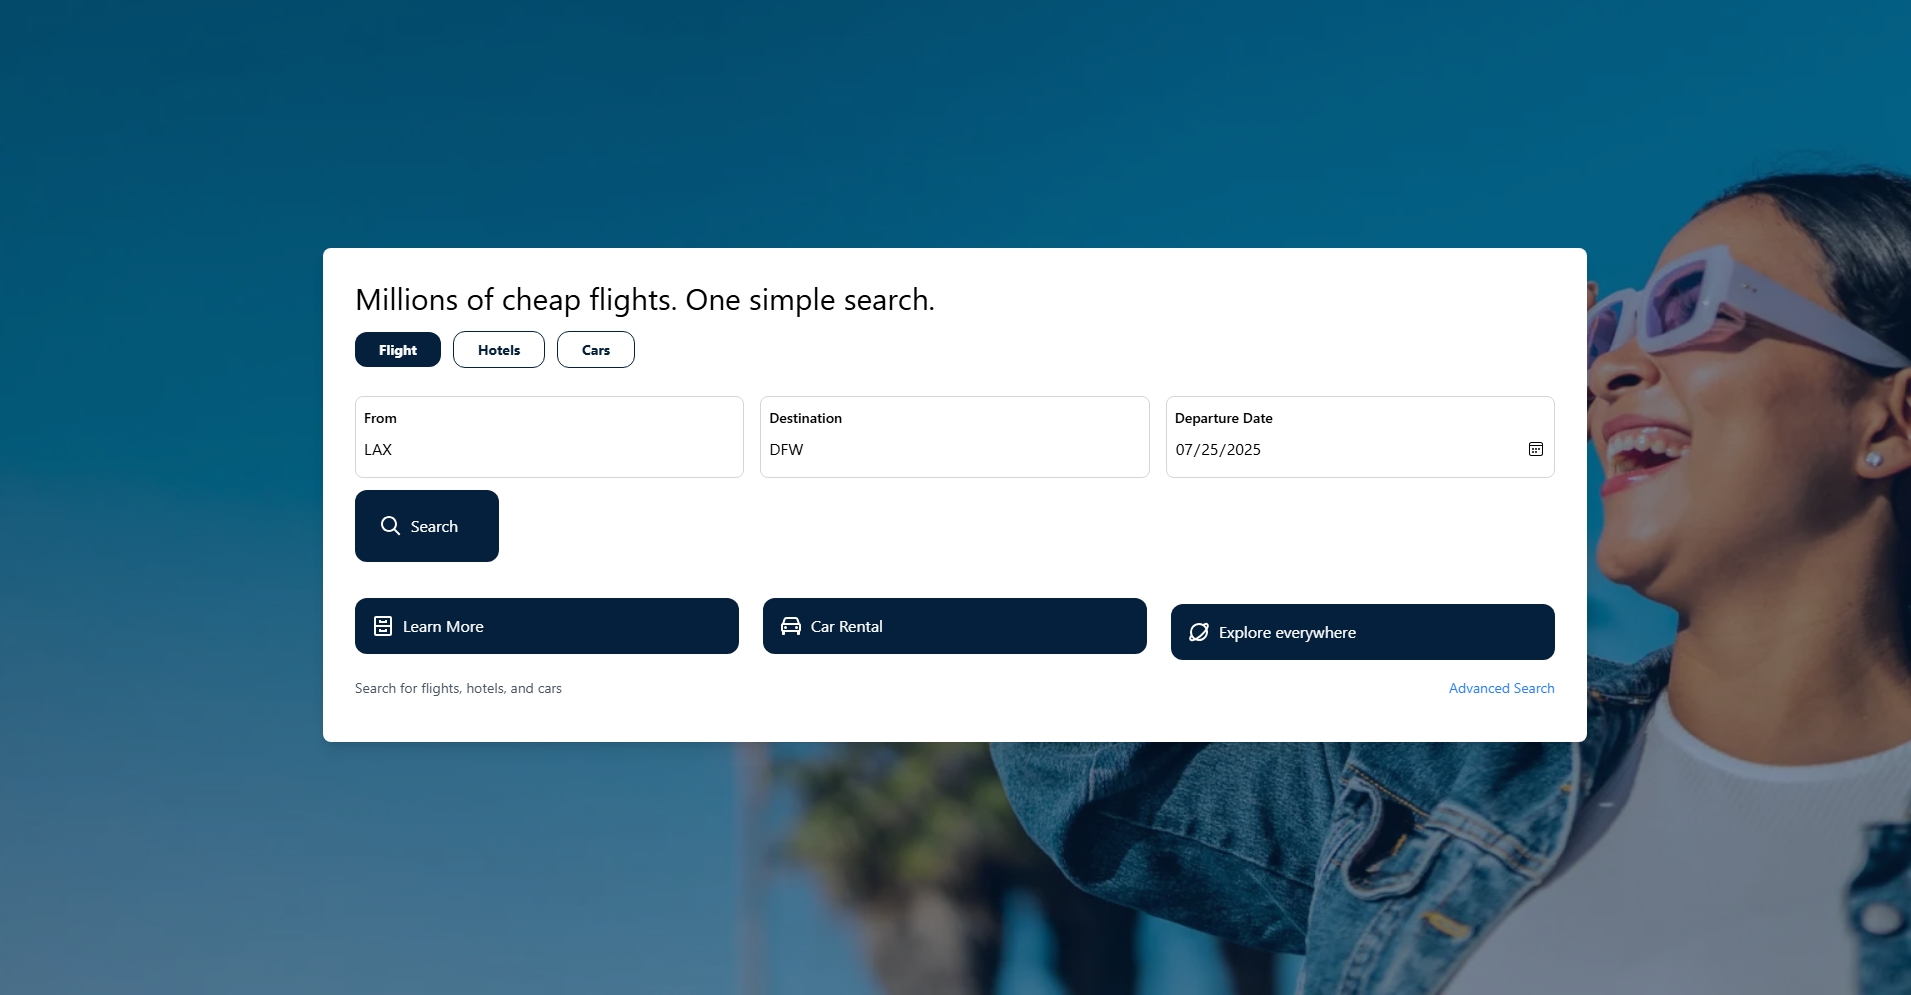 Millions of cheap flights. One simple search.
Flight
Hotels
Cars
From
LAX
Destination
DFW
Departure Date
07/25/2025
Search
Learn More
Car Rental
Explore everywhere
Search for flights, hotels, and cars
Advanced Search